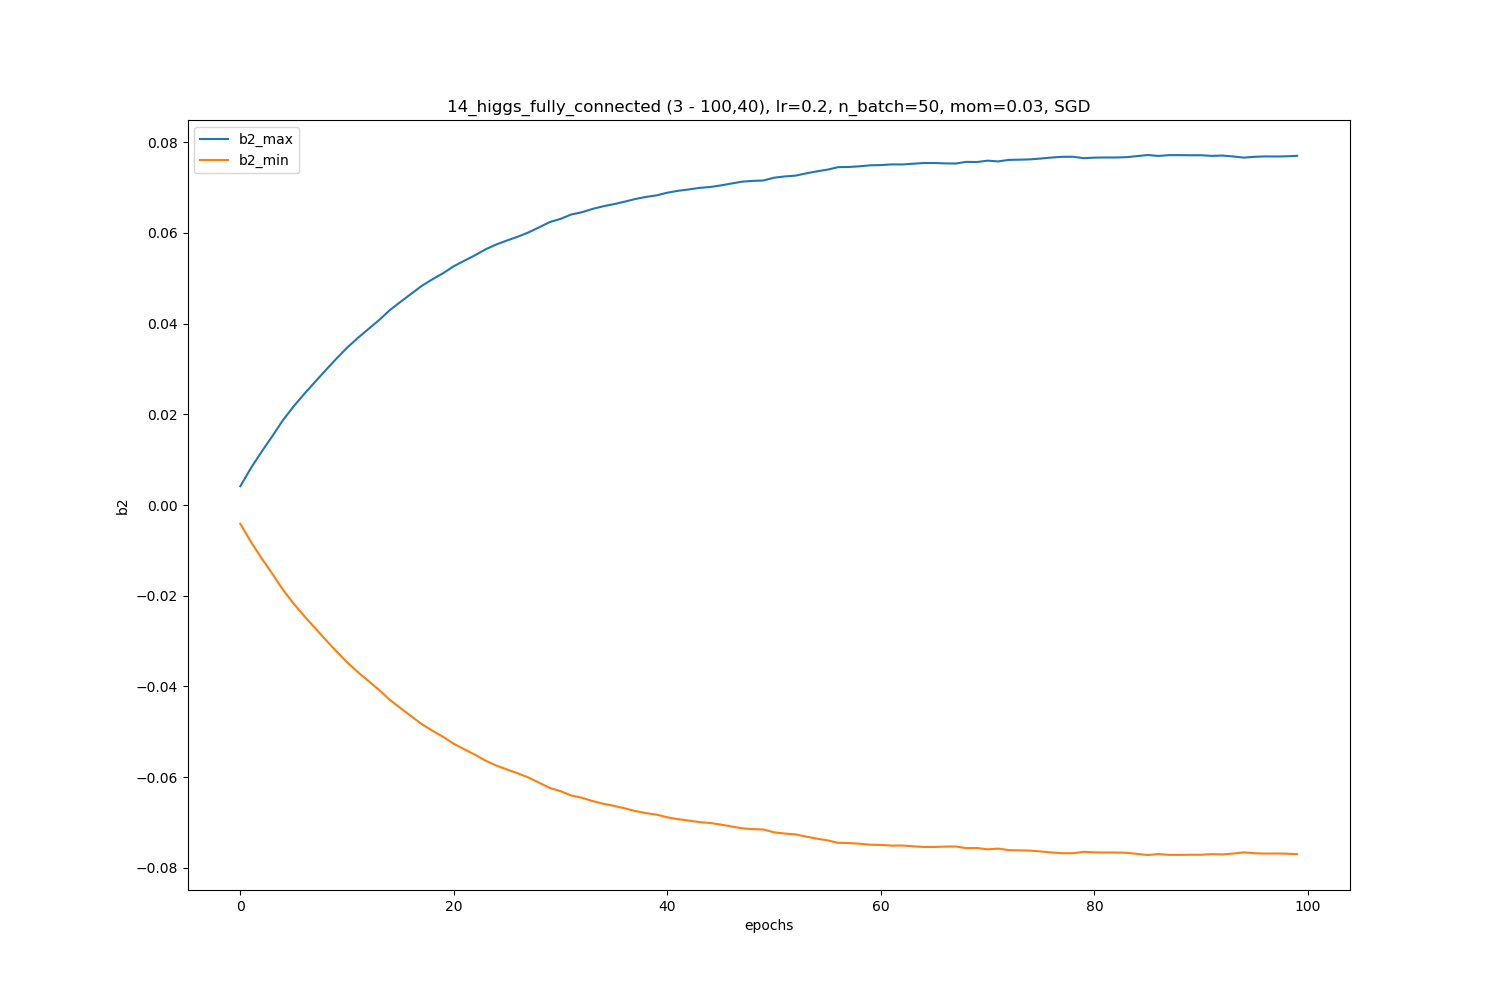 14_higgs_fully_connected (3 - 100,40), lr=0.2, n_batch=50, mom=0.03, SGD
b2_max
b2_min
0.08
0.06
0.04
0.02
0.00
−0.02
−0.04
−0.06
−0.08
b2
0 20 40 60 80 100
epochs